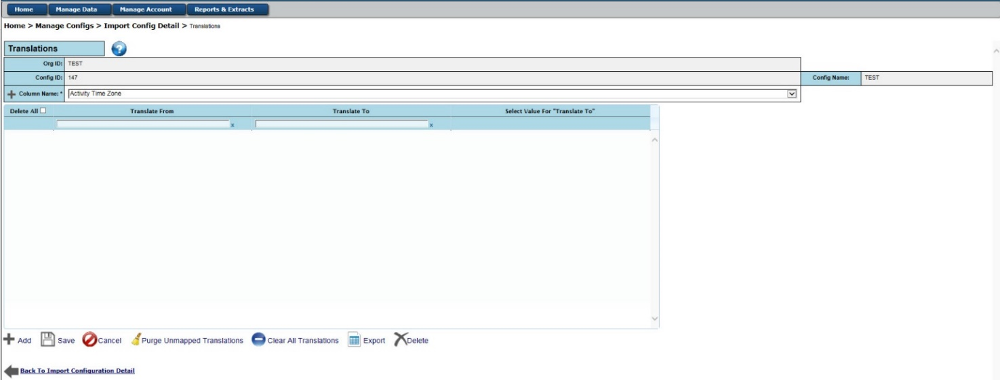 Home Manage Data Manage Account Reports & Extracts
Home > Manage Configs > Import Config Detail > Translations
Translations ?
Org ID: TEST
Config ID: 147 Config Name: TEST
Column Name: * Activity Time Zone
Delete All Translate From Translate To Select Value For "Translate To"
x x
Add Save Cancel Purge Unmapped Translations Clear All Translations Export Delete
Back To Import Configuration Detail